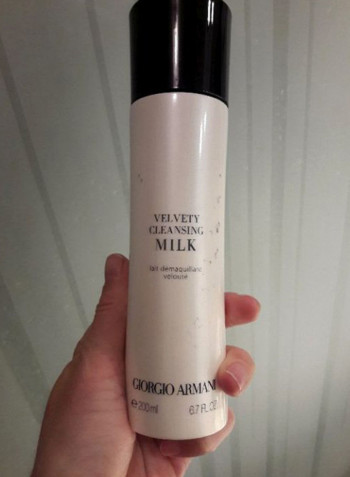 VELVETY
CLEANSING
MILK
lait démaquillant
velouté
GIORGIO ARMANI
℮ 200ml 6.7 FL. OZ.